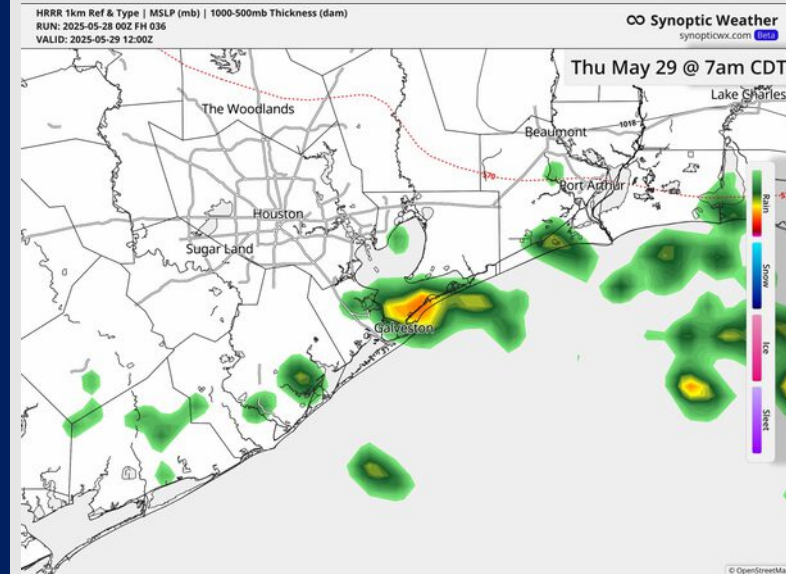 HRRR 1km Ref & Type | MSLP (mb) | 1000-500mb Thickness (dam)
RUN: 2025-05-28 00Z FH 036
VALID: 2025-05-29 12:00Z
Synoptic Weather
synopticwx.com Beta
Thu May 29 @ 7am CDT
Lake Charles
The Woodlands
1018
Beaumont
570
Port Arthur
Houston
Sugar Land
Galveston
Rain
Snow
Ice
Sleet
© OpenStreetMa